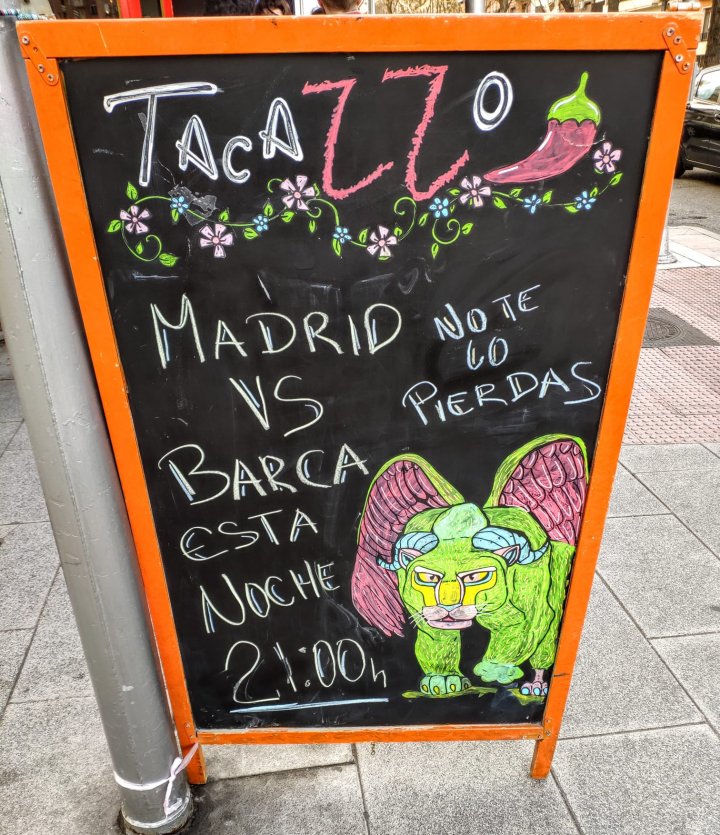 TACAZZO
MADRID
VS
BARCA
ESTA
NOCHE
21:00h
NO TE
LO
PIERDAS